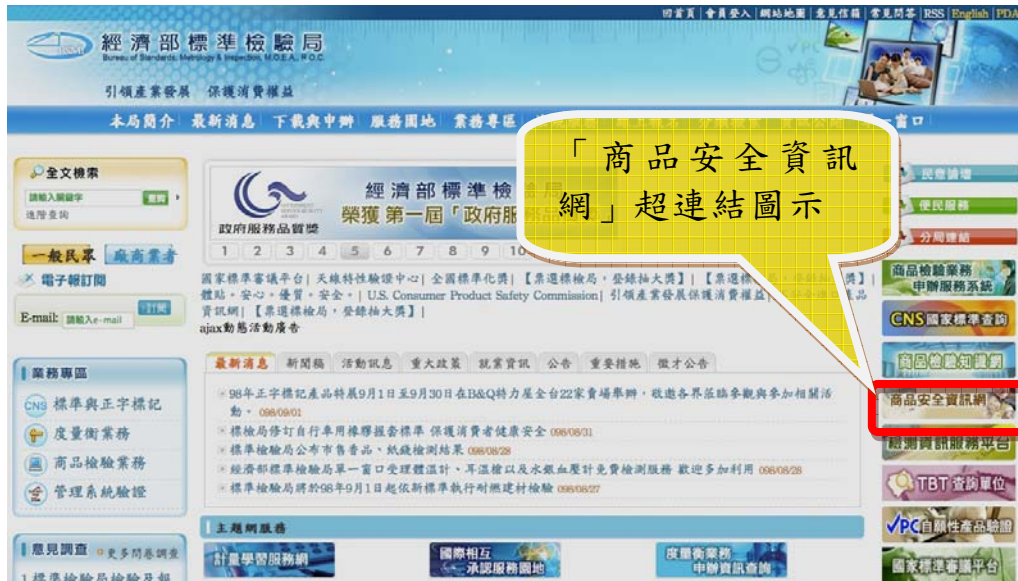 回首頁 | 會員登入 | 網站地圖 | 意見信箱 | 常見問答 | RSS | English | PDA
經濟部標準檢驗局
Bureau of Standards, Metrology & Inspection, M.O.E.A., R.O.C.
引領產業發展 保護消費權益
本局簡介 最新消息 下載與申辦 服務園地 業務專區
「商品安全資訊
網」超連結圖示
全文檢索
請輸入關鍵字 查詢
進階查詢
一般民眾 廠商業者
電子報訂閱
E-mail: 請輸入e-mail 訂閱
經濟部標準檢
榮獲 第一屆「政府服
政府服務品質獎
1 2 3 4 5 6 7 8 9 10
國家標準審議平台| 天線特性驗證中心| 全國標準化獎| 【票選標檢局，登錄抽大獎】| 【票選標
體貼。安心。優質。安全。| U.S. Consumer Product Safety Commission| 引領產業發展保護消費權益|
資訊網| 【票選標檢局，登錄抽大獎】|
ajax動態活動廣告
最新消息 新聞稿 活動訊息 重大政策 就業資訊 公告 重要措施 徵才公告
98年正字標記產品特展9月1日至9月30日在B&Q特力屋全台22家賣場舉辦，敬邀各界蒞臨參觀與參加相關活
動。 098/09/01
標檢局修訂自行車用橡膠握套標準 保護消費者健康安全 098/08/31
標準檢驗局公布市售香品、紙錢檢測結果 098/08/28
經濟部標準檢驗局單一窗口受理體溫計、耳溫槍以及水銀血壓計免費檢測服務 歡迎多加利用 098/08/28
標準檢驗局將於98年9月1日起依新標準執行耐燃建材檢驗 098/08/27
業務專區
CNS 標準與正字標記
度量衡業務
商品檢驗業務
管理系統驗證
意見調查 更多問卷調查
主題網服務
計量學習服務網
國際相互
承認服務園地
度量衡業務
申辦資訊查詢
民意論壇
便民服務
分局連結
商品檢驗業務
申辦服務系統
CNS國家標準查詢
商品檢驗知識網
商品安全資訊網
檢測資訊服務平台
TBT 查詢單位
VPC自願性產品驗證
國家標準審議平台